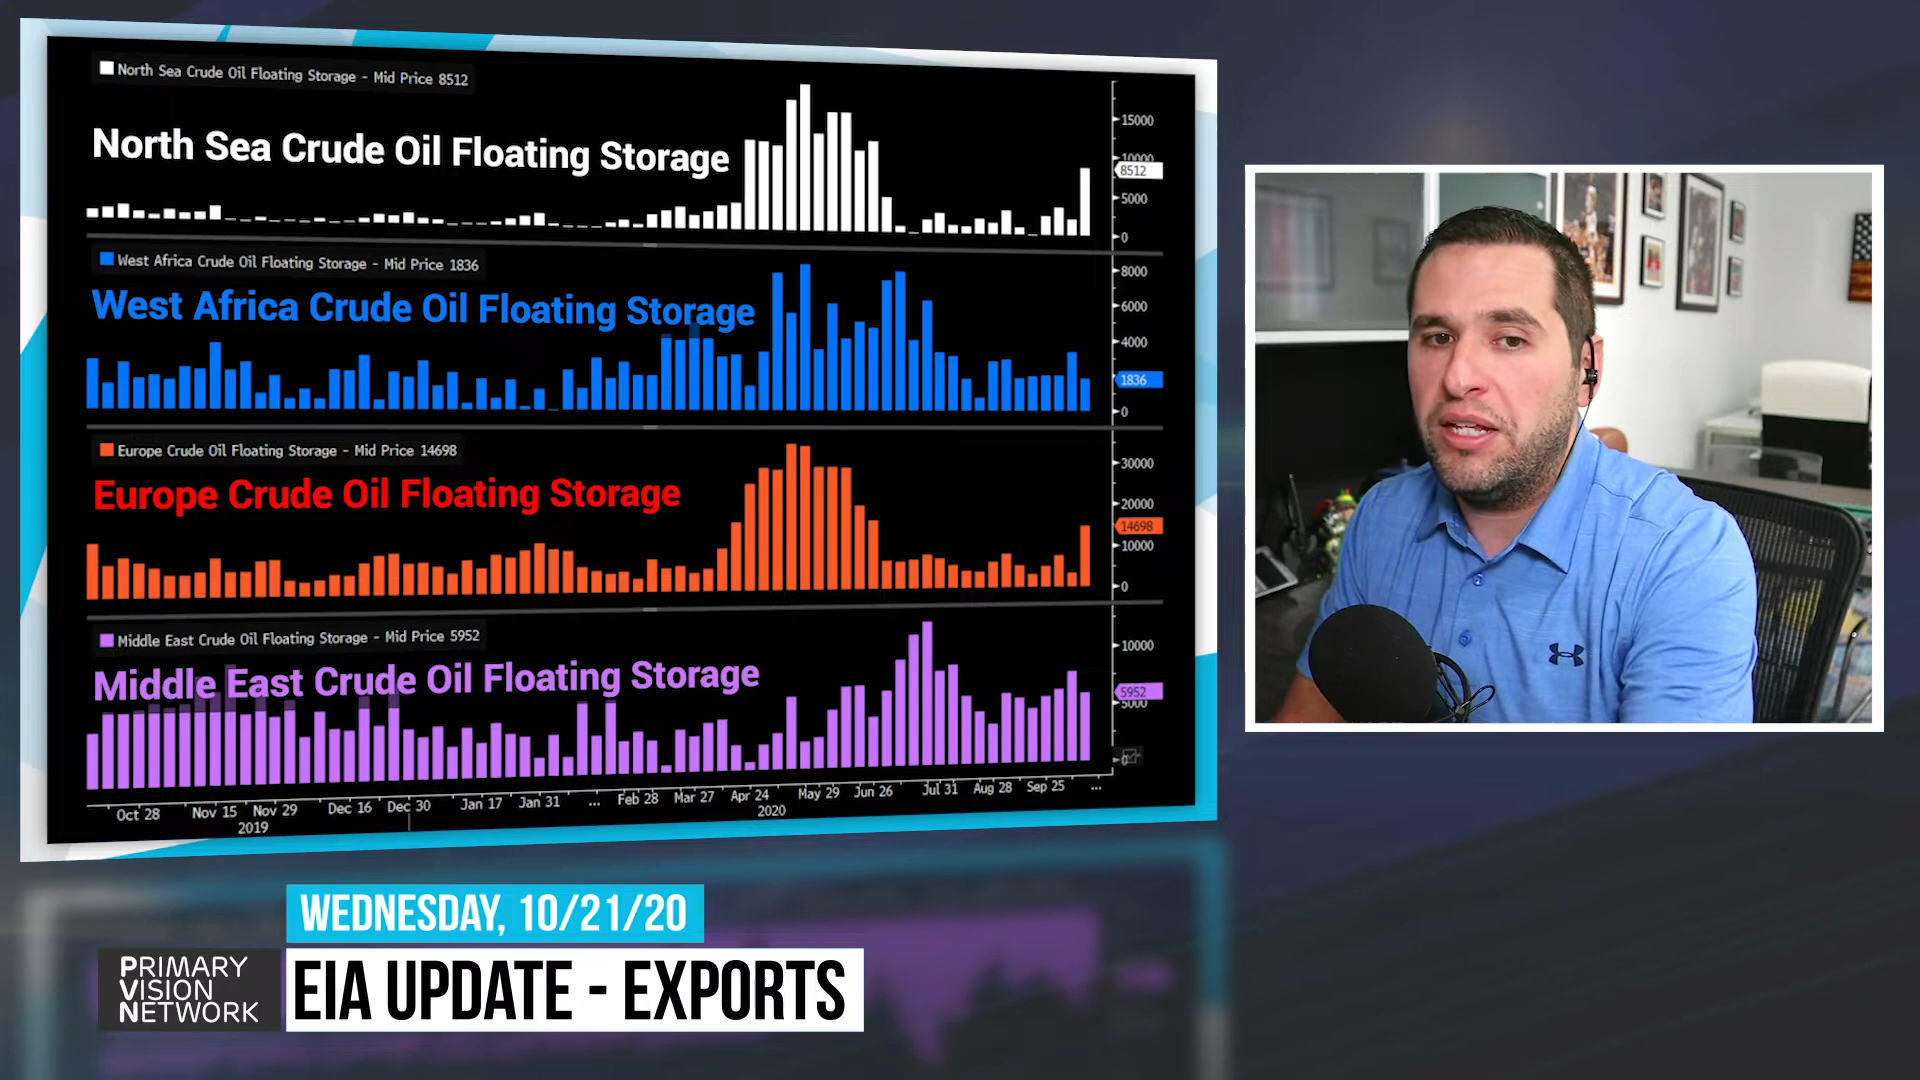 North Sea Crude Oil Floating Storage - Mid Price 8512
North Sea Crude Oil Floating Storage
15000
10000
8512
5000
0
West Africa Crude Oil Floating Storage - Mid Price 1836
West Africa Crude Oil Floating Storage
8000
6000
4000
1836
0
Europe Crude Oil Floating Storage - Mid Price 14698
Europe Crude Oil Floating Storage
30000
20000
14698
10000
0
Middle East Crude Oil Floating Storage - Mid Price 5952
Middle East Crude Oil Floating Storage
10000
5952
5000
0
Oct 28 Nov 15 Nov 29 Dec 16 Dec 30 Jan 17 Jan 31 ... Feb 28 Mar 27 Apr 24 May 29 Jun 26 Jul 31 Aug 28 Sep 25 ...
2019 2020
WEDNESDAY, 10/21/20
PRIMARY
VISION
NETWORK
EIA UPDATE - EXPORTS